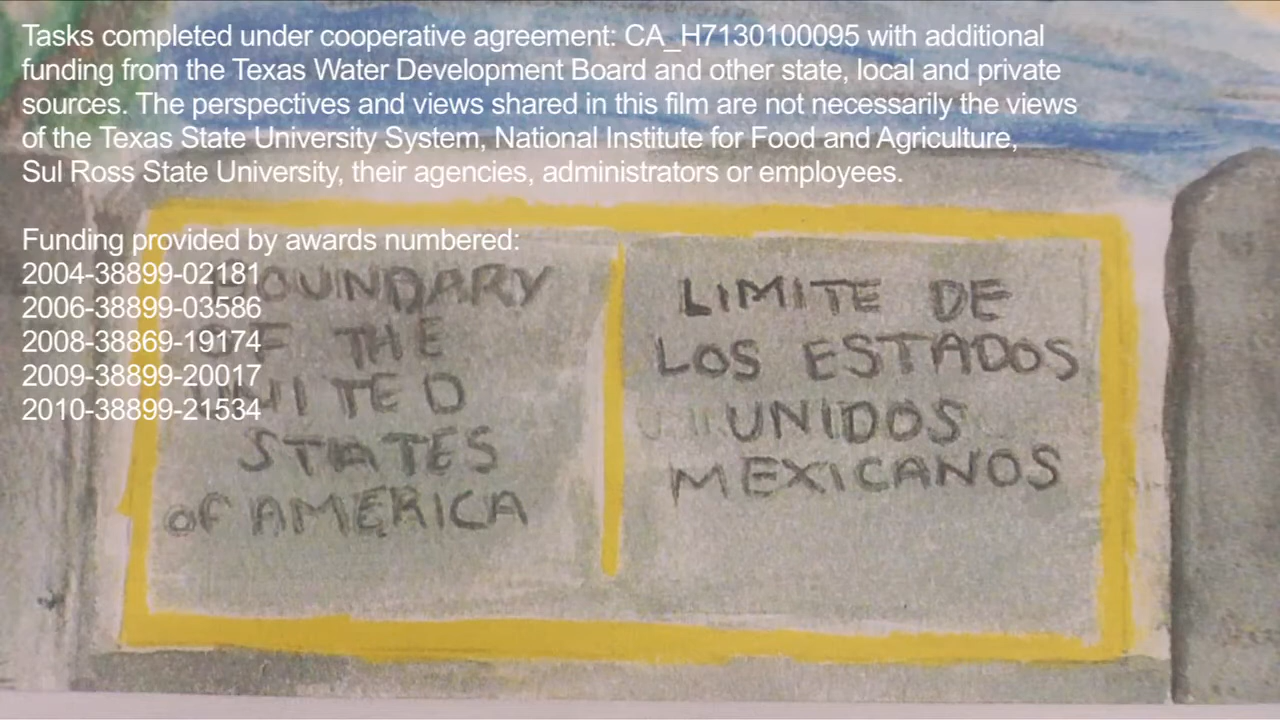 Tasks completed under cooperative agreement: CA_H7130100095 with additional
funding from the Texas Water Development Board and other state, local and private
sources. The perspectives and views shared in this film are not necessarily the views
of the Texas State University System, National Institute for Food and Agriculture,
Sul Ross State University, their agencies, administrators or employees.
Funding provided by awards numbered:
2004-38899-02181
2006-38899-03586
2008-38869-19174
2009-38899-20017
2010-38899-21534
BOUNDARY
OF THE
UNITED
STATES
of AMERICA
LIMITE DE
LOS ESTADOS
UNIDOS
MEXICANOS